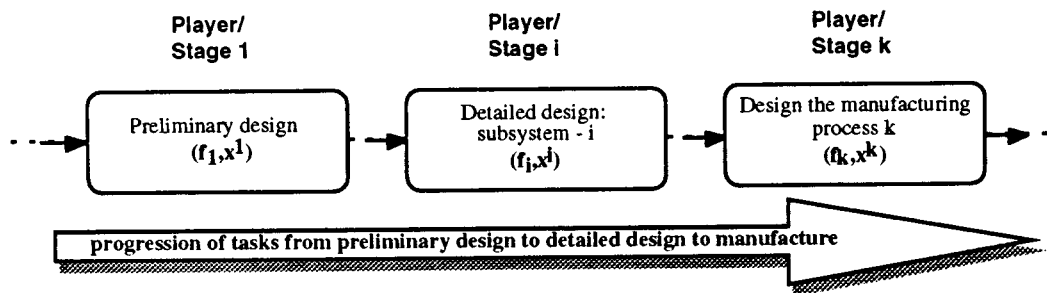 Player/
Stage 1
Player/
Stage i
Player/
Stage k
Preliminary design
(f1,x1)
Detailed design:
subsystem - i
(fi,xi)
Design the manufacturing
process k
(fk,xk)
progression of tasks from preliminary design to detailed design to manufacture